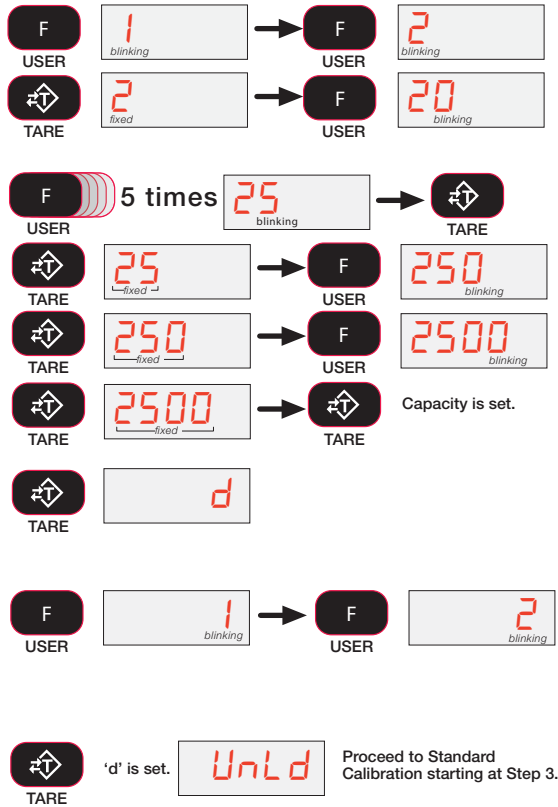 F 1 F 2
blinking blinking
USER USER
T 2 F 20
fixed blinking
TARE USER
F 5 times 25 T
blinking
USER TARE
T 25 F 250
fixed blinking
TARE USER
T 250 F 2500
fixed blinking
TARE USER
T 2500 T Capacity is set.
fixed
TARE TARE
T d
TARE
F 1 F 2
blinking blinking
USER USER
T 'd' is set. UnLd Proceed to Standard
Calibration starting at Step 3.
TARE